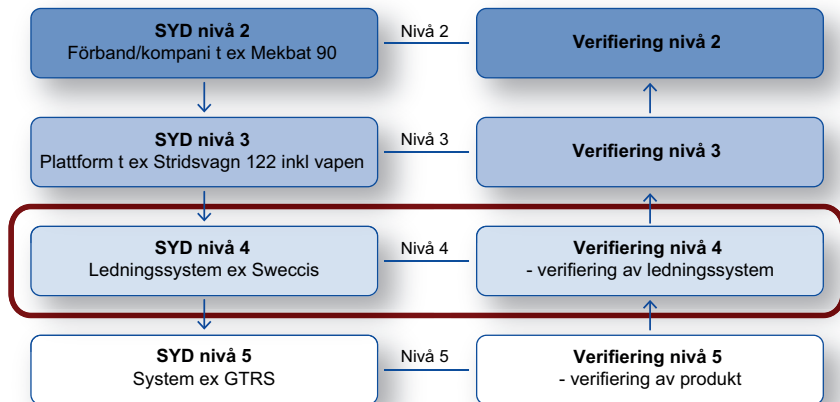 SYD nivå 2
Förband/kompani t ex Mekbat 90
Nivå 2
Verifiering nivå 2
SYD nivå 3
Plattform t ex Stridsvagn 122 inkl vapen
Nivå 3
Verifiering nivå 3
SYD nivå 4
Ledningssystem ex Sweccis
Nivå 4
Verifiering nivå 4
- verifiering av ledningssystem
SYD nivå 5
System ex GTRS
Nivå 5
Verifiering nivå 5
- verifiering av produkt